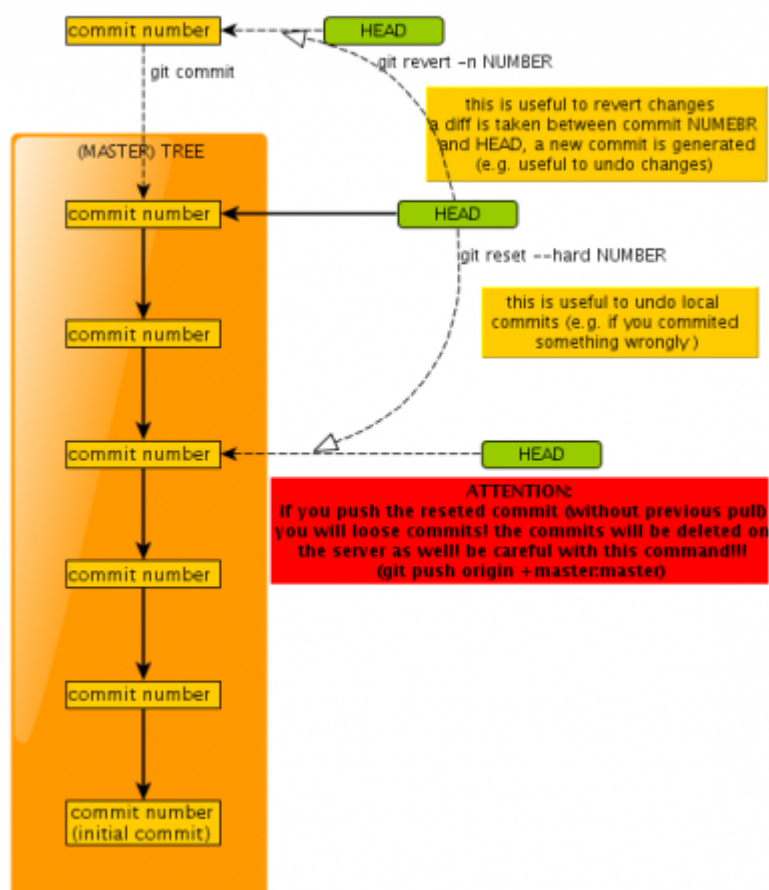 commit number
HEAD
git revert -n NUMBER
git commit
this is useful to revert changes
a diff is taken between commit NUMEBR
and HEAD, a new commit is generated
(e.g. useful to undo changes)
(MASTER) TREE
commit number
HEAD
git reset --hard NUMBER
this is useful to undo local
commits (e.g. if you commited
something wrongly)
commit number
commit number
HEAD
ATTENTION:
if you push the reseted commit (without previous pull)
you will loose commits! the commits will be deleted on
the server as well! be careful with this command!!!
(git push origin +master:master)
commit number
commit number
commit number
(initial commit)